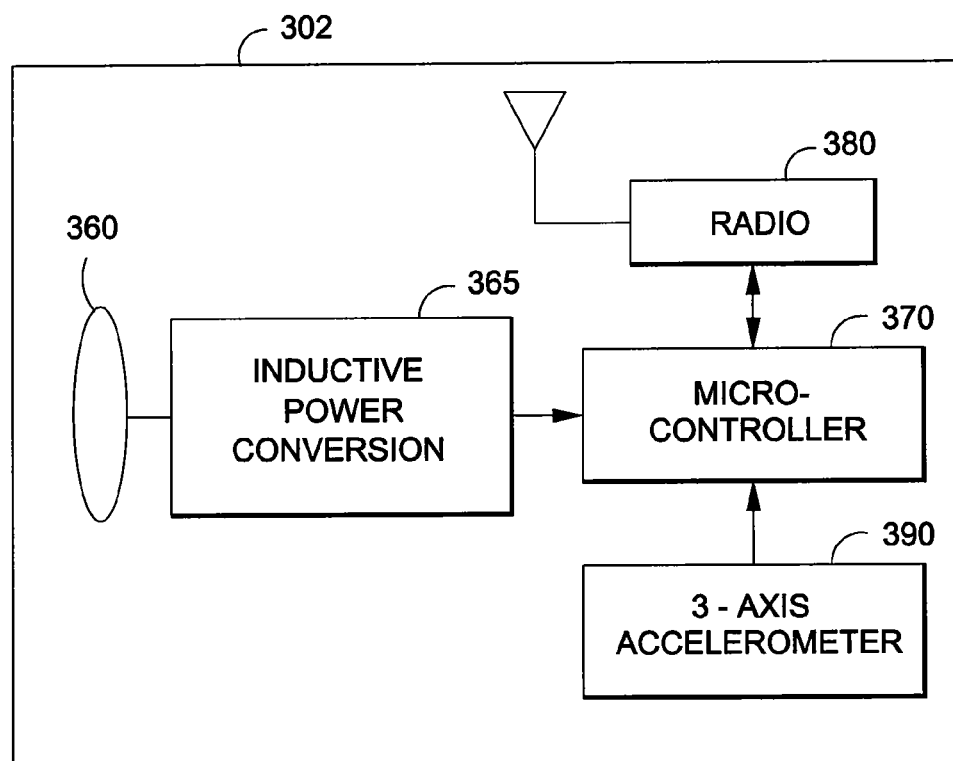 302
380
RADIO
360
365
INDUCTIVE
POWER
CONVERSION
370
MICRO-
CONTROLLER
390
3 - AXIS
ACCELEROMETER